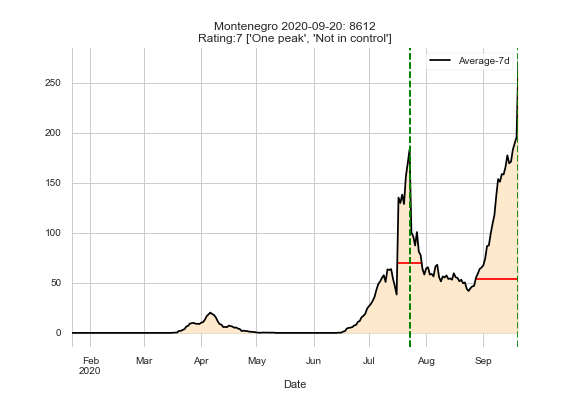 Montenegro 2020-09-20: 8612
Rating:7 ['One peak', 'Not in control']
Average-7d
250
200
150
100
50
0
Feb
2020
Mar
Apr
May
Jun
Jul
Aug
Sep
Date